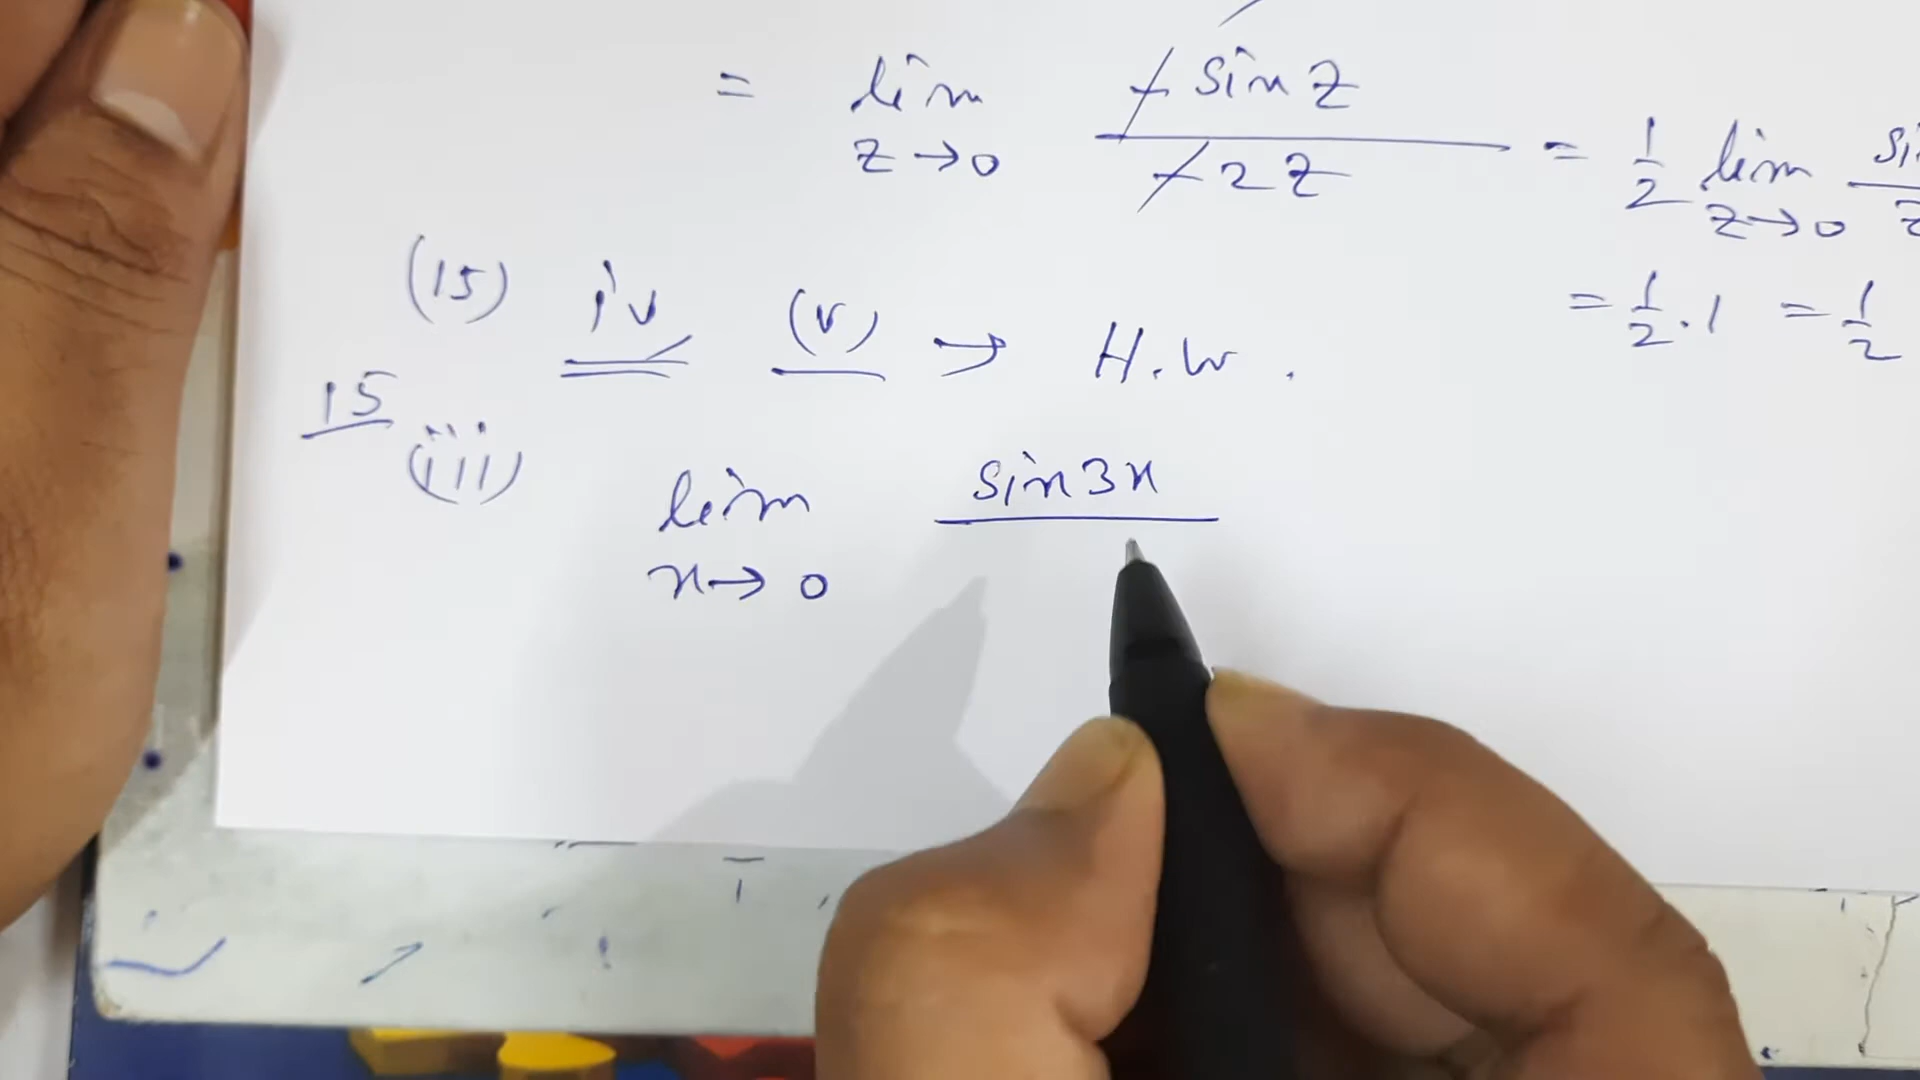 = lim z→0 -sin z / -2z = 1/2 lim z→0 si
= 1/2 . 1 = 1/2
(15) iv (v) → H.W.
15 (iii) lim x→0 sin3x